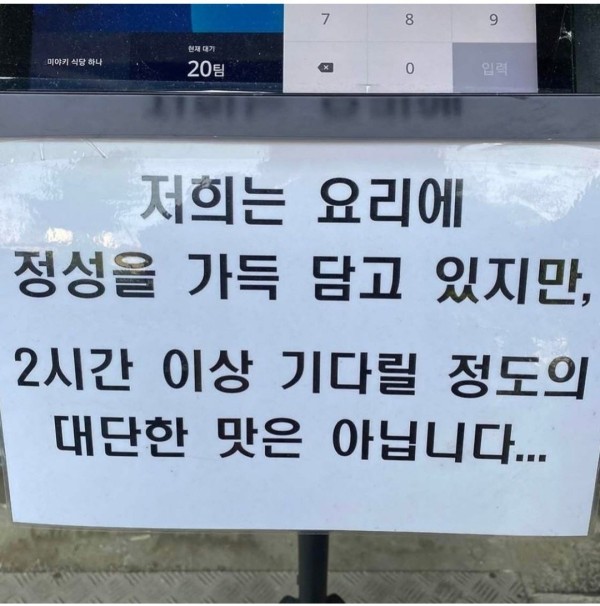 7 8 9
현재 대기
미야키 식당 하나
20팀
0 입력
저희는 요리에
정성을 가득 담고 있지만,
2시간 이상 기다릴 정도의
대단한 맛은 아닙니다...